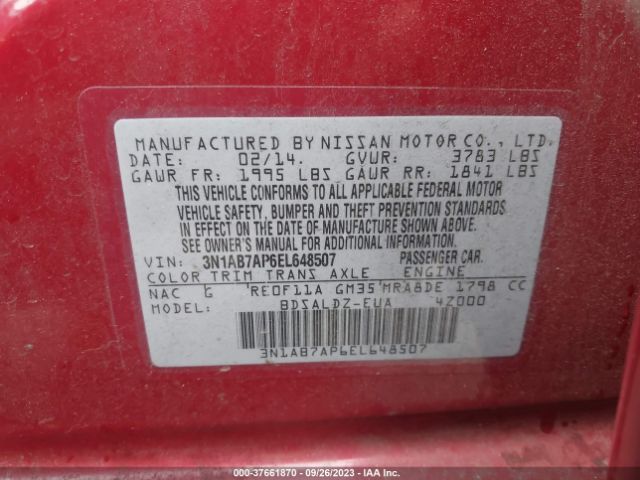 MANUFACTURED BY NISSAN MOTOR CO., LTD.
DATE: 02/14. GVWR: 3783 LBS
GAWR FR: 1995 LBS GAWR RR: 1841 LBS
THIS VEHICLE CONFORMS TO ALL APPLICABLE FEDERAL MOTOR
VEHICLE SAFETY, BUMPER AND THEFT PREVENTION STANDARDS
IN EFFECT ON THE DATE OF MANUFACTURE SHOWN ABOVE.
SEE OWNER'S MANUAL FOR ADDITIONAL INFORMATION.
VIN: 3N1AB7AP6EL648507 PASSENGER CAR.
COLOR TRIM TRANS AXLE ENGINE
NAC G RE0F11A GM35 MRA8DE 1798 CC
MODEL: BDSALDZ-EUA 4Z000
3N1AB7AP6EL648507
000-37661870 | 09/26/2023 | IAA Inc.